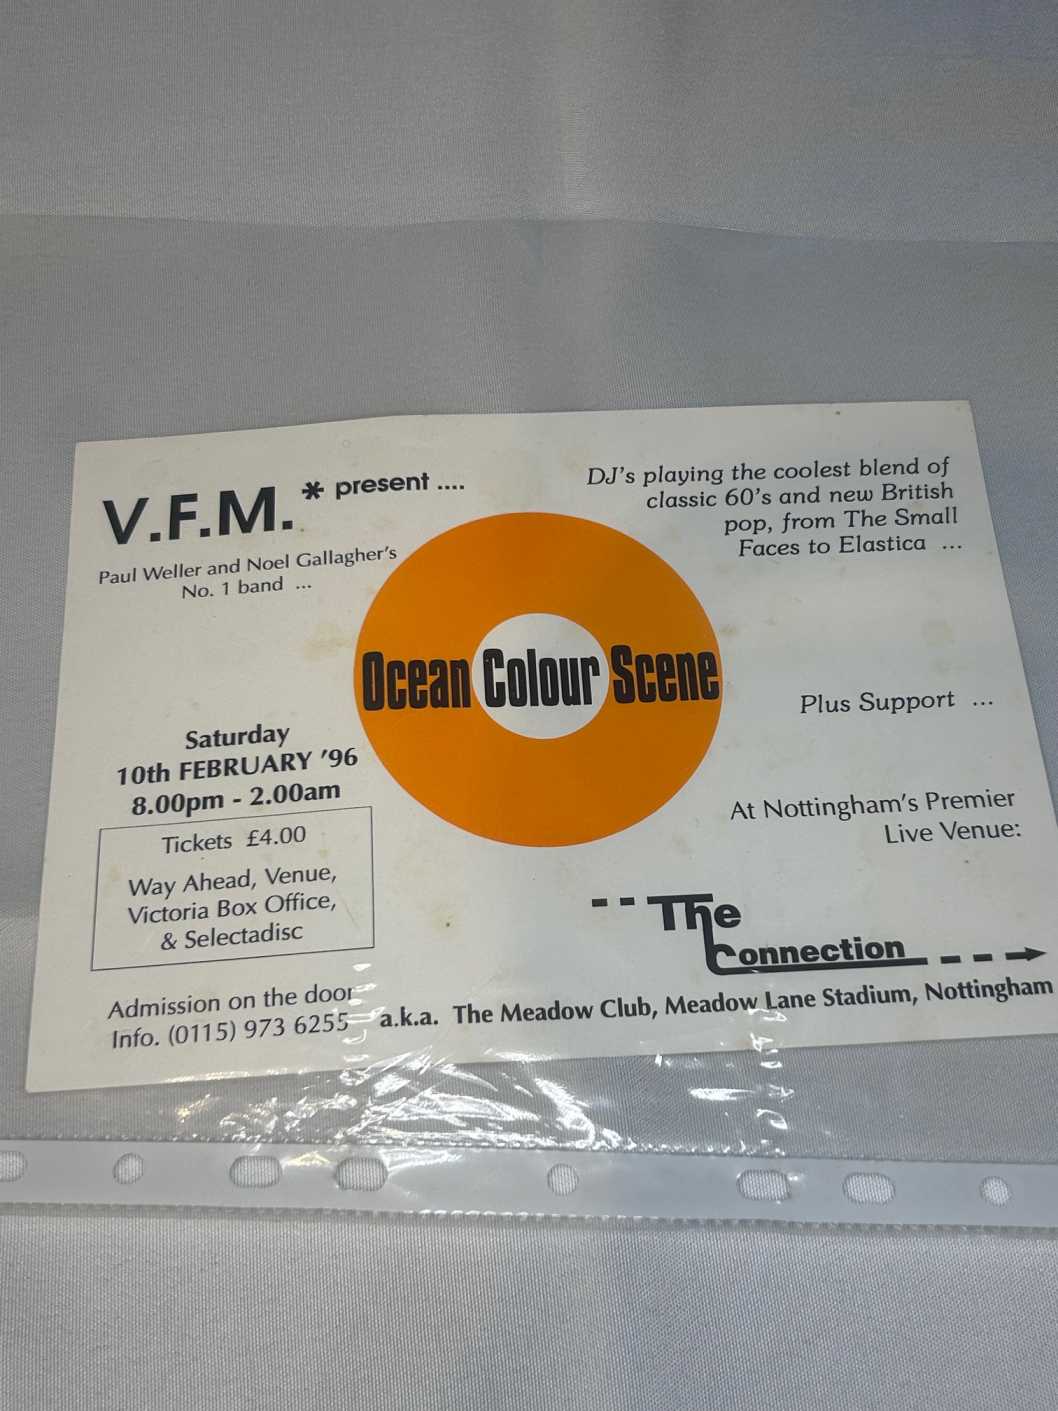 V.F.M. * present ....
Paul Weller and Noel Gallagher's
No. 1 band ...
DJ's playing the coolest blend of
classic 60's and new British
pop, from The Small
Faces to Elastica ...
Ocean Colour Scene
Saturday
10th FEBRUARY '96
8.00pm - 2.00am
Tickets £4.00
Way Ahead, Venue,
Victoria Box Office,
& Selectadisc
Admission on the door
Info. (0115) 973 6255
Plus Support ...
At Nottingham's Premier
Live Venue:
The
Connection
a.k.a. The Meadow Club, Meadow Lane Stadium, Nottingham